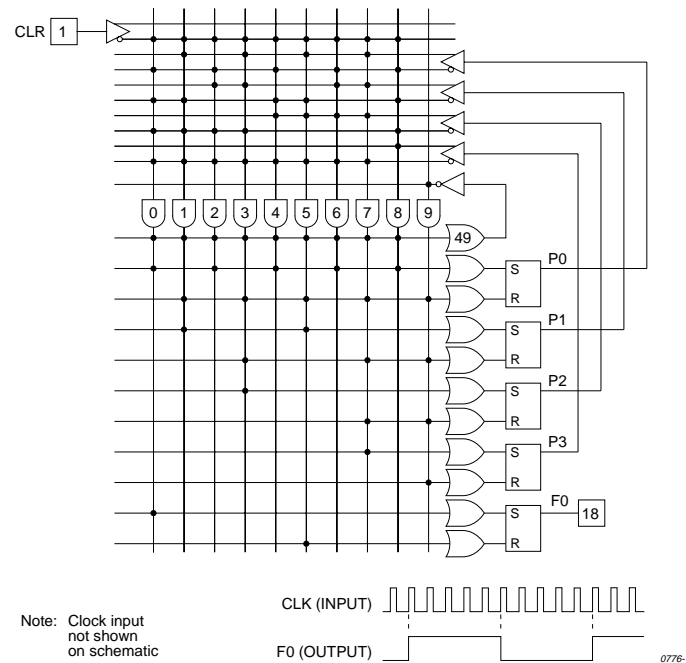 CLR 1
0 1 2 3 4 5 6 7 8 9
49
S P0
R
S P1
R
S P2
R
S P3
R
S F0 18
R
CLK (INPUT)
Note: Clock input
not shown
on schematic
F0 (OUTPUT)
0776-